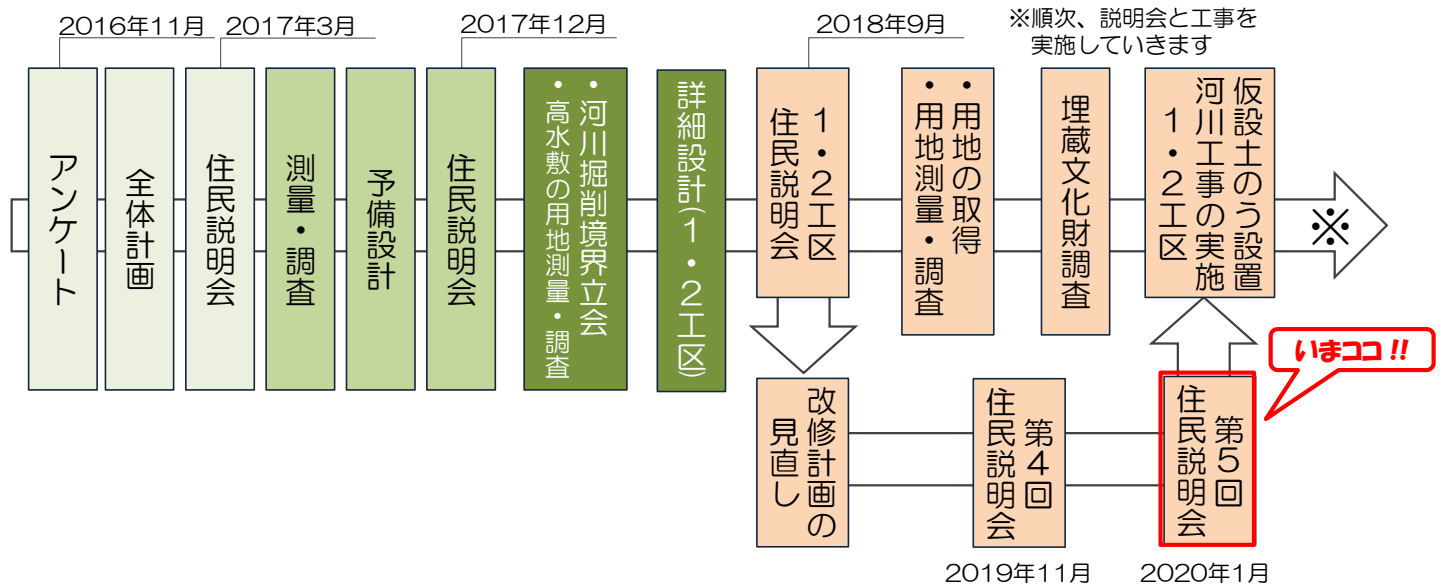 2016年11月
2017年3月
2017年12月
2018年9月
※順次、説明会と工事を
実施していきます
アンケート
全体計画
住民説明会
測量・調査
予備設計
住民説明会
・河川掘削境界立会
・高水敷の用地測量・調査
詳細設計(1・2工区)
1・2工区
住民説明会
・用地の取得
・用地測量・調査
埋蔵文化財調査
仮設土のう設置
河川工事の実施
1・2工区
※
いまココ!!
改修計画の
見直し
第4回
住民説明会
第5回
住民説明会
2019年11月
2020年1月